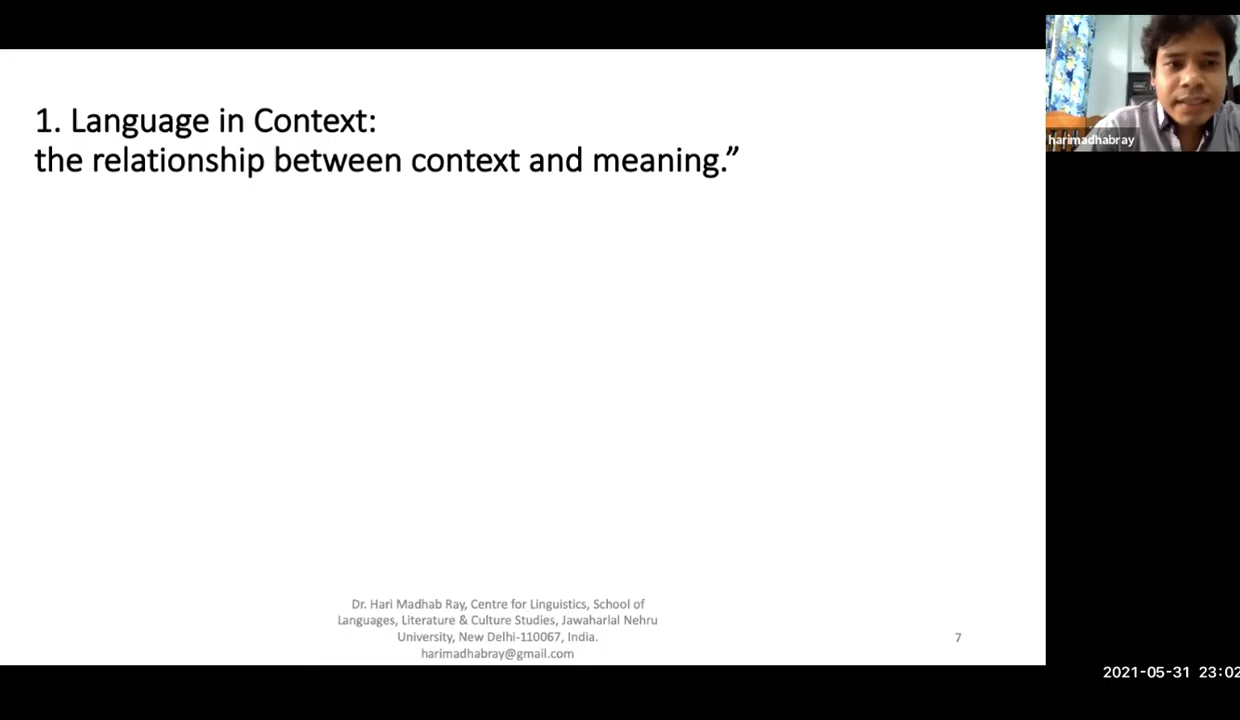 1. Language in Context:
the relationship between context and meaning.”
harimadhabray
Dr. Hari Madhab Ray, Centre for Linguistics, School of
Languages, Literature & Culture Studies, Jawaharlal Nehru
University, New Delhi-110067, India.
harimadhabray@gmail.com
7
2021-05-31 23:02